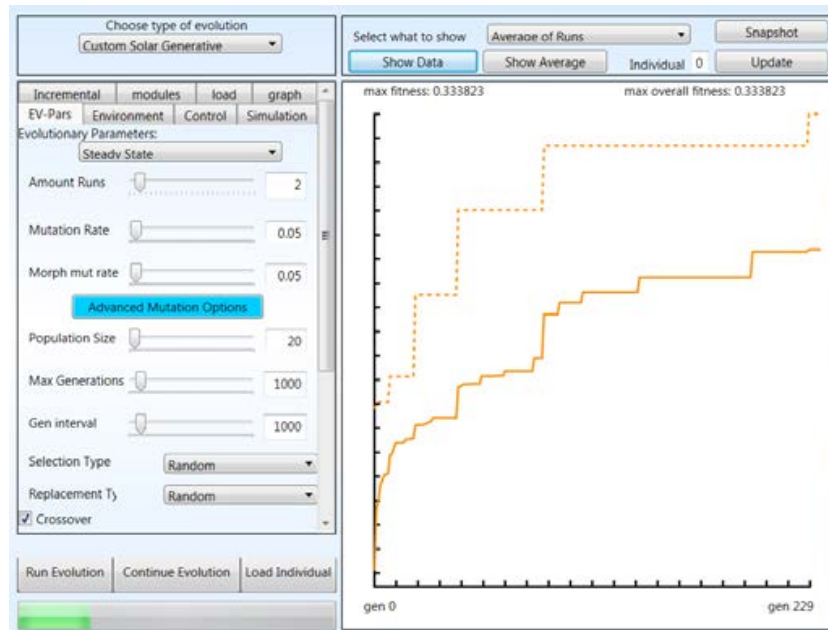 Choose type of evolution
Custom Solar Generative
Select what to show Average of Runs Snapshot
Show Data Show Average Individual 0 Update
Incremental modules load graph
EV-Pars Environment Control Simulation
Evolutionary Parameters:
Steady State
Amount Runs 2
Mutation Rate 0.05
Morph mut rate 0.05
Advanced Mutation Options
Population Size 20
Max Generations 1000
Gen interval 1000
Selection Type Random
Replacement Ty Random
Crossover
Run Evolution Continue Evolution Load Individual
max fitness: 0.333823 max overall fitness: 0.333823
gen 0 gen 229